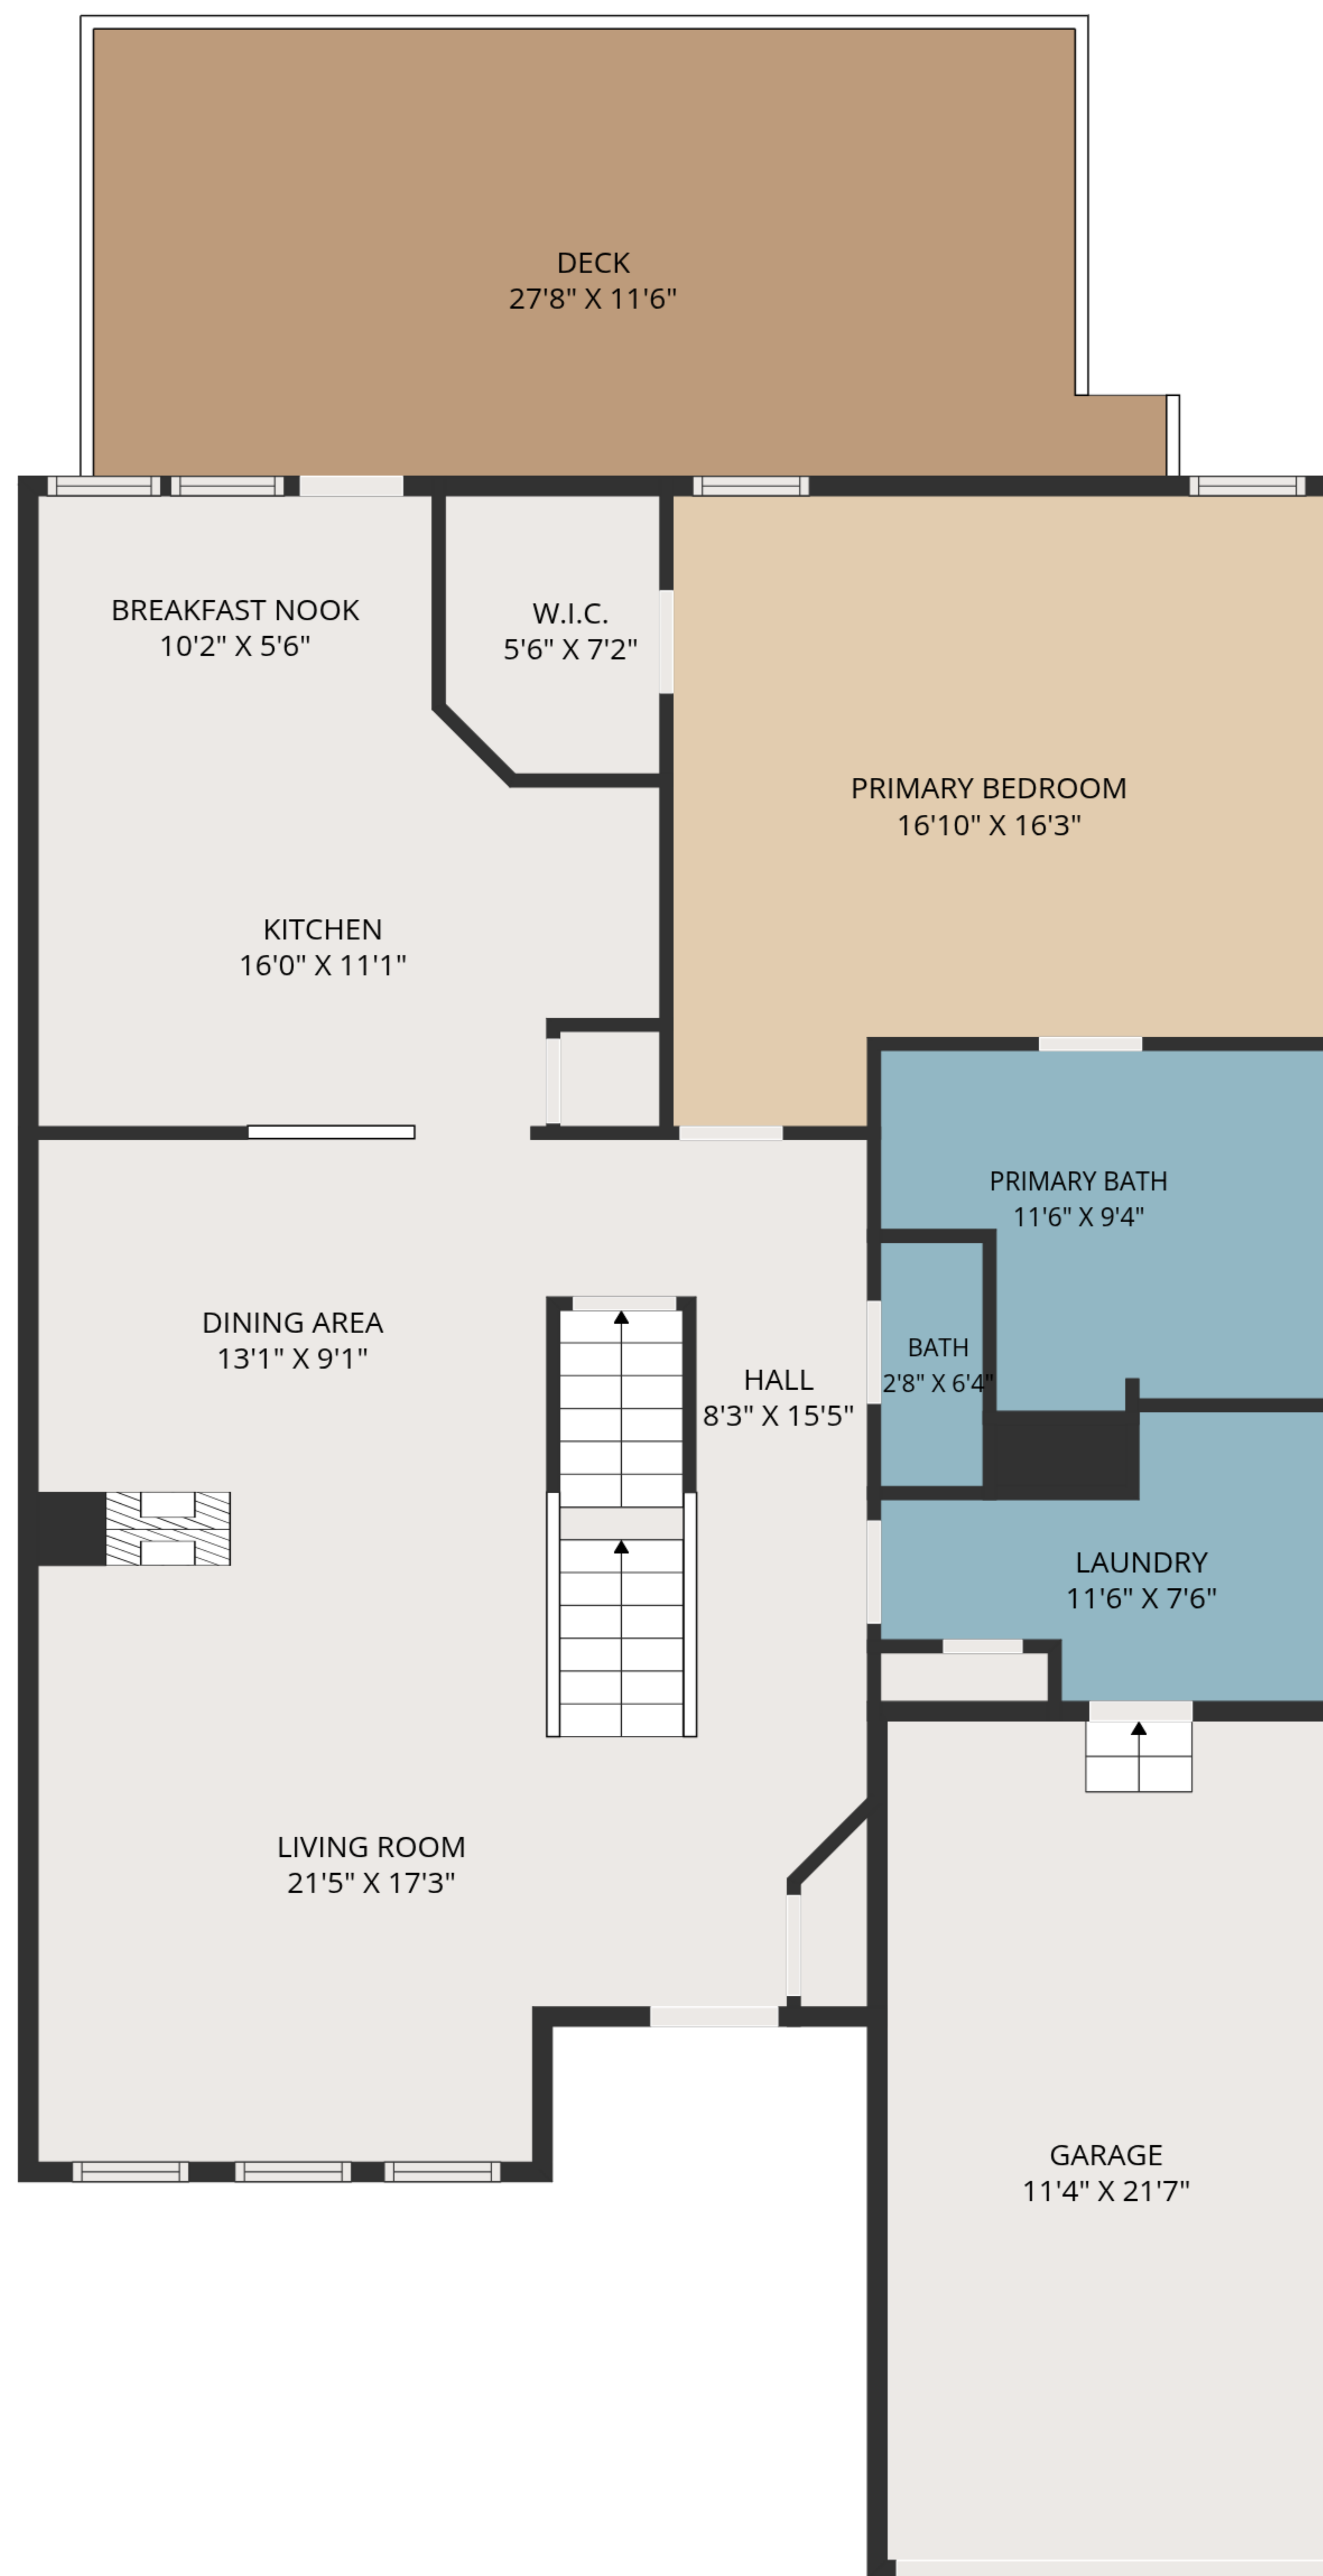 DECK
27'8" X 11'6"
BREAKFAST NOOK
10'2" X 5'6"
W.I.C.
5'6" X 7'2"
PRIMARY BEDROOM
16'10" X 16'3"
KITCHEN
16'0" X 11'1"
PRIMARY BATH
11'6" X 9'4"
DINING AREA
13'1" X 9'1"
HALL
8'3" X 15'5"
BATH
2'8" X 6'4"
LAUNDRY
11'6" X 7'6"
LIVING ROOM
21'5" X 17'3"
GARAGE
11'4" X 21'7"